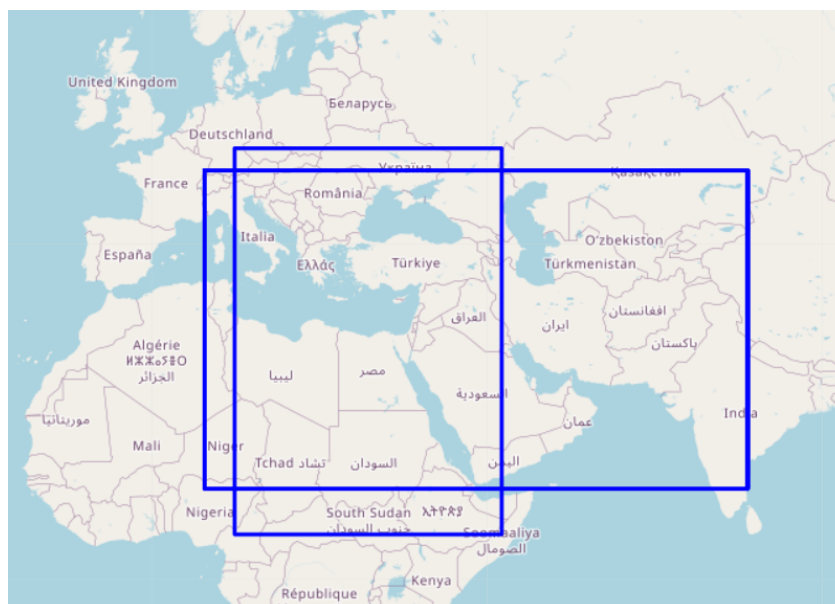 United Kingdom
Беларусь
Deutschland
Україна
France
Қазақстан
România
Italia
O'zbekiston
España
Ελλάς
Türkiye
Türkmenistan
افغانستان
العراق
ایران
پاکستان
Algérie
ⵍⵣⵣⴰⵢⴻⵔ
الجزائر
ليبيا
مصر
السعودية
عمان
India
موريتانيا
Mali
Niger
Tchad تشاد
السودان
اليمن
Nigeria
South Sudan
جنوب السودان
ኢትዮጵያ
Soomaaliya
الصومال
Kenya
République